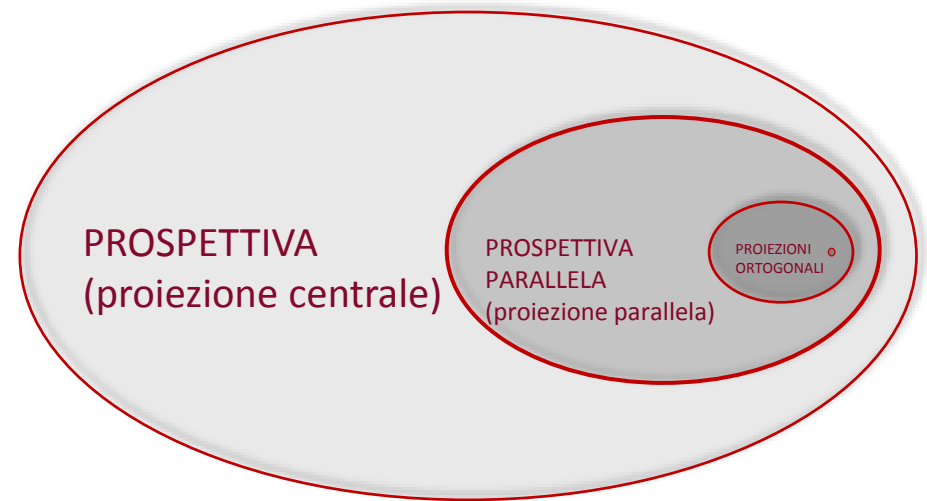 PROSPETTIVA
(proiezione centrale)
PROSPETTIVA
PARALLELA
(proiezione parallela)
PROIEZIONI
ORTOGONALI